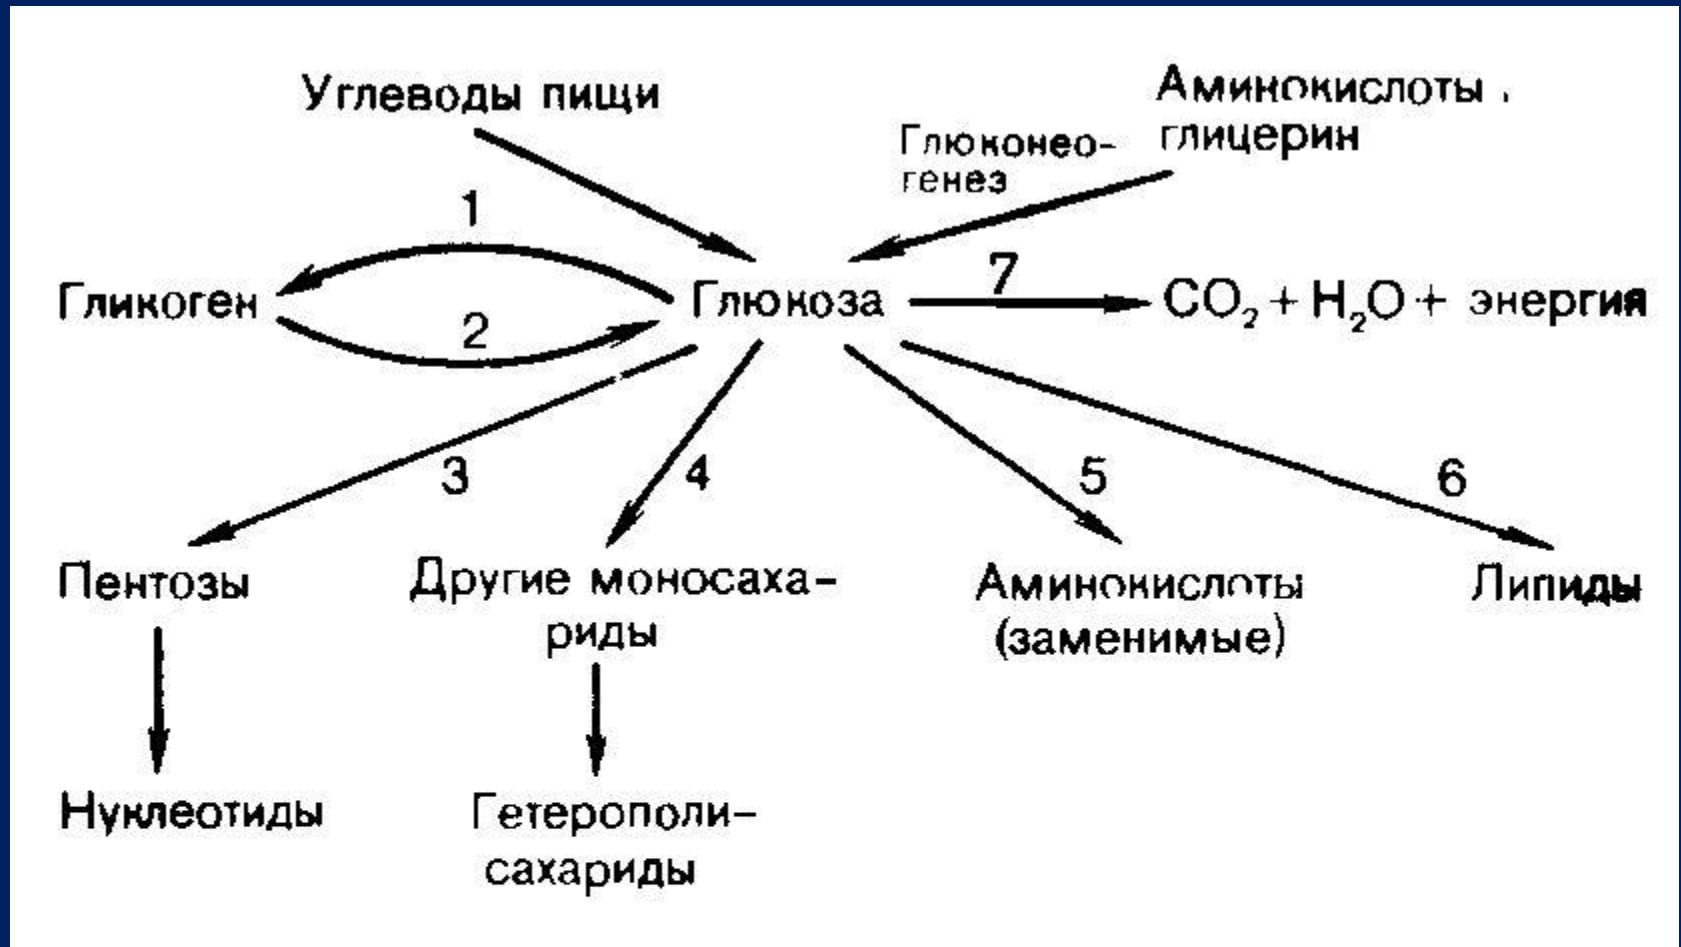 Углеводы пищи
Аминокислоты,
глицерин
Глюконео-
генез
1
Гликоген
2
Глюкоза
7
CO₂ + H₂O + энергия
3
4
5
6
Пентозы
Другие моносаха-
риды
Аминокислоты
(заменимые)
Липиды
Нуклеотиды
Гетерополи-
сахариды